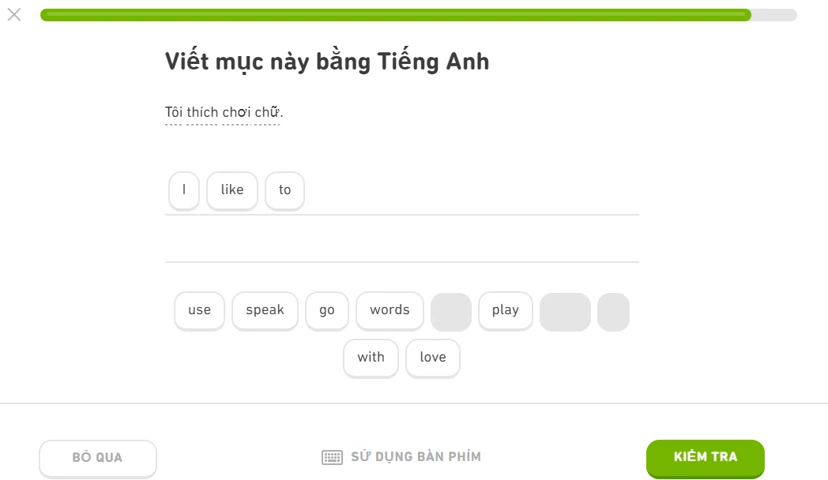 Viết mục này bằng Tiếng Anh
Tôi thích chơi chữ.
I like to
use speak go words play
with love
BỎ QUA SỬ DỤNG BÀN PHÍM KIỂM TRA